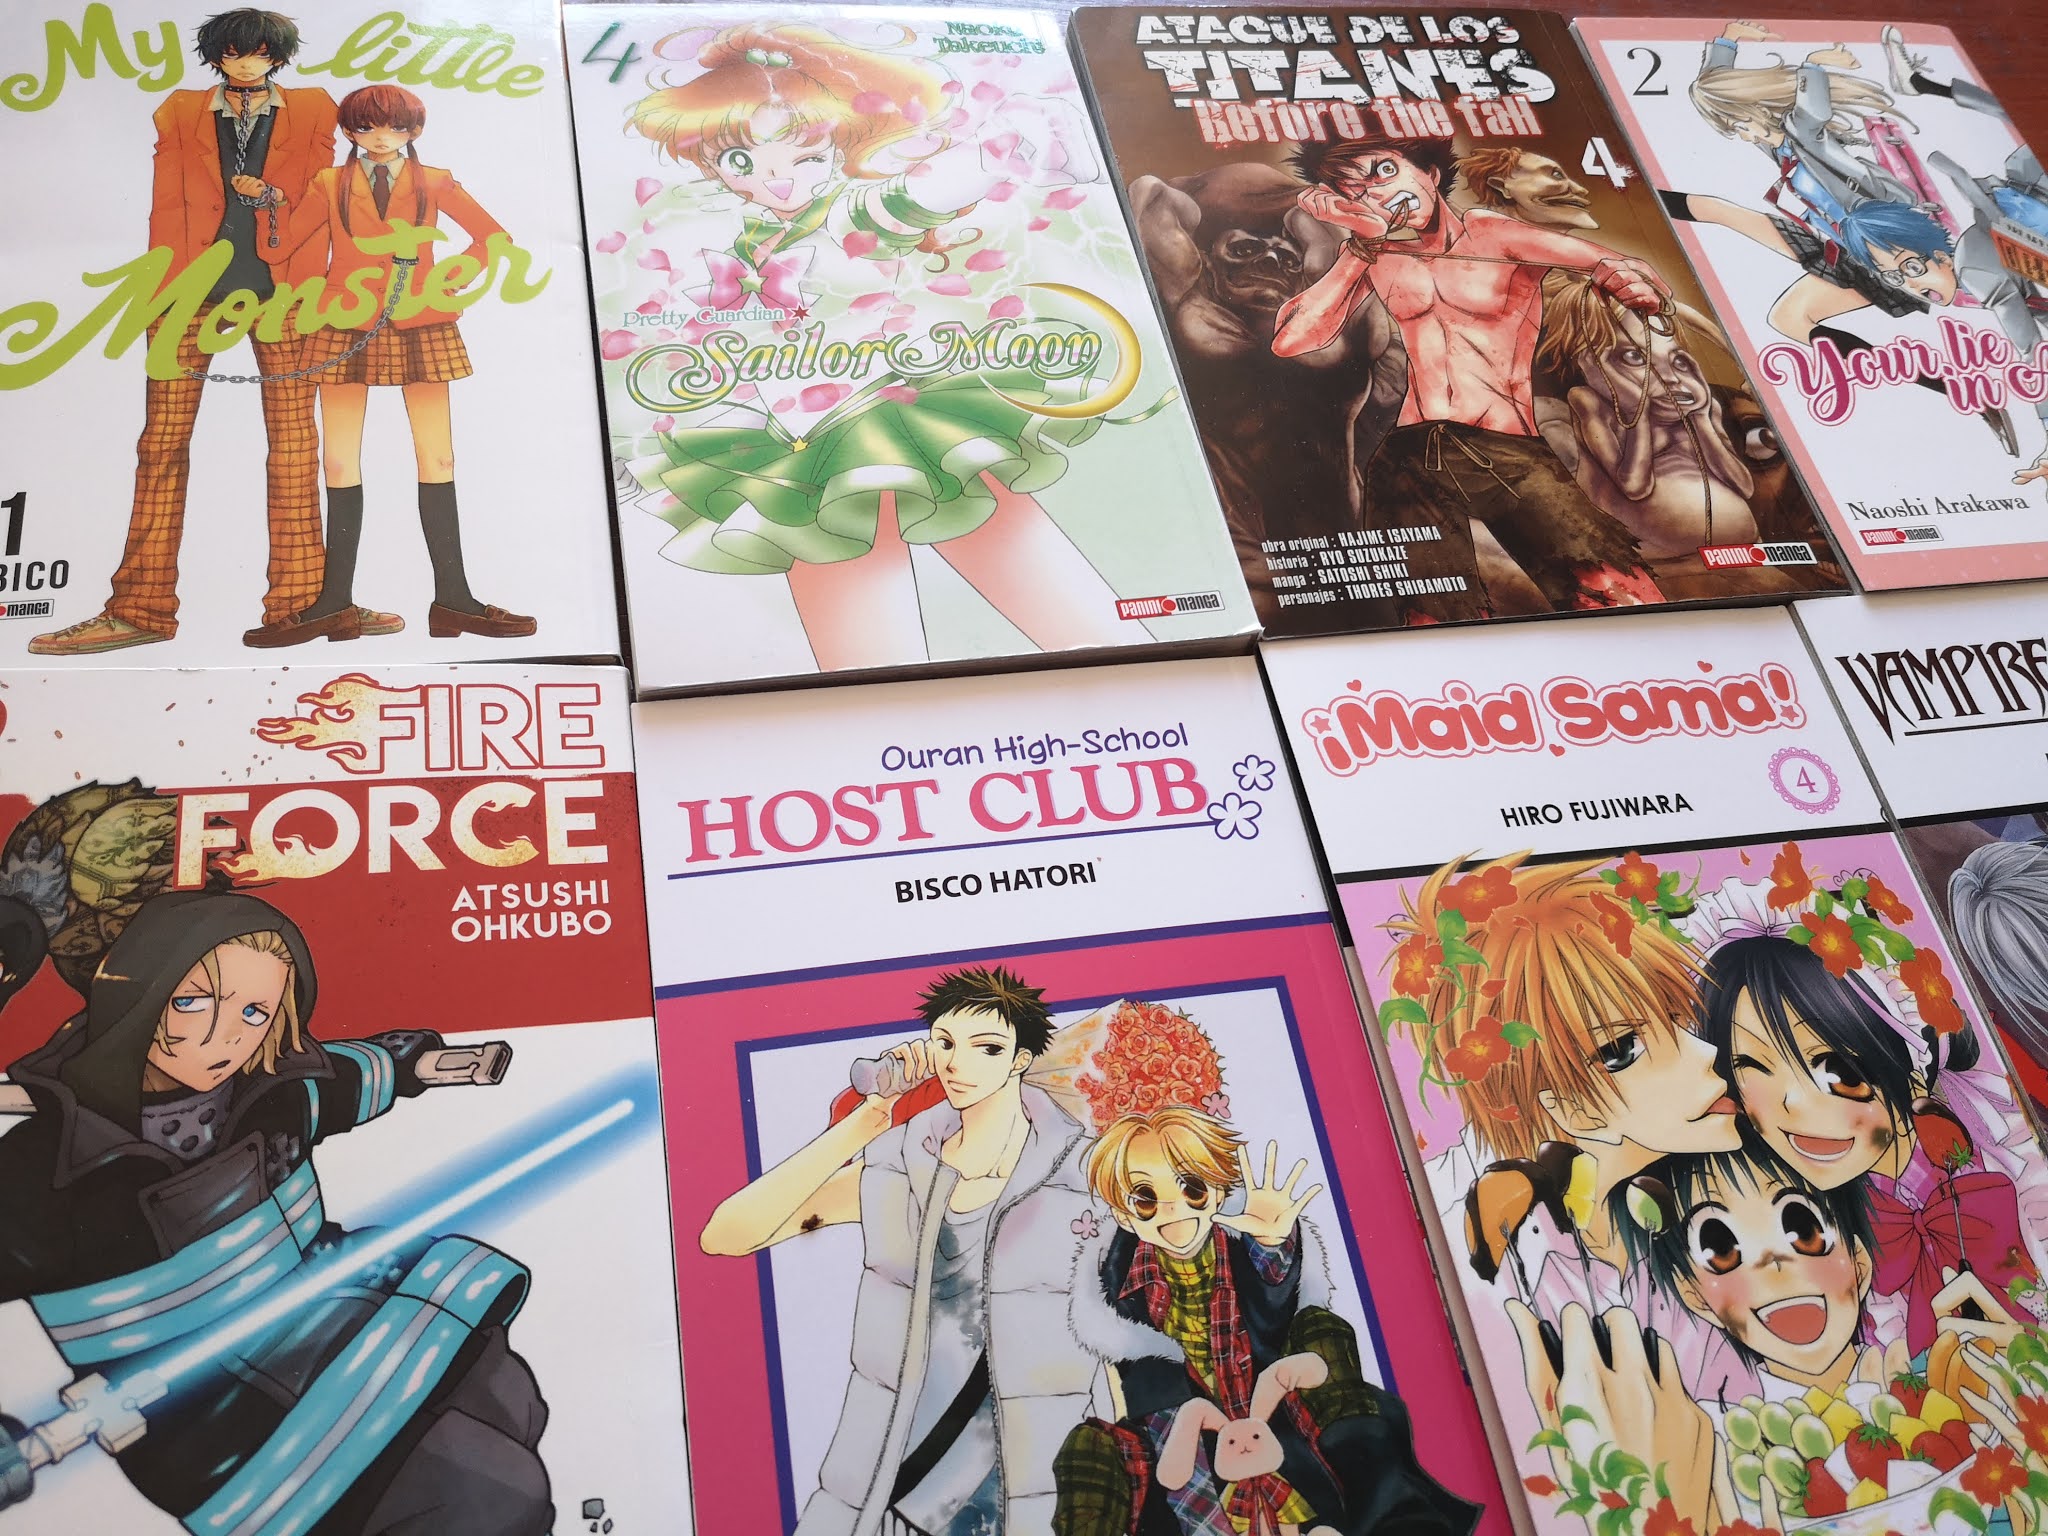 My little
Monster
1
BICO
manga
4
Naoko
Takeuchi
Pretty Guardian
Sailor Moon
PANINI manga
ATAQUE DE LOS
TITANES
Before the fall
4
obra original : HAJIME ISAYAMA
historia : RYO SUZUKAZE
manga : SATOSHI SHIKI
personajes : THORES SHIBAMOTO
PANINI manga
2
Your lie
in A
Naoshi Arakawa
PANINI manga
FIRE
FORCE
ATSUSHI
OHKUBO
Ouran High-School
HOST CLUB
BISCO HATORI
¡Maid Sama!
4
HIRO FUJIWARA
VAMPIRE